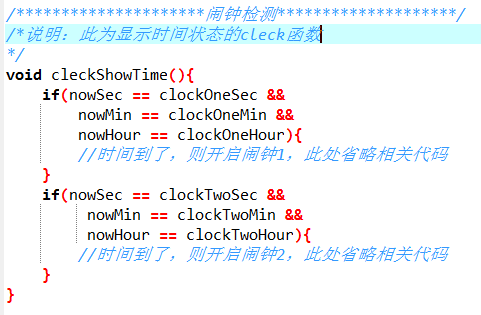 /*********************闹钟检测********************/
/*说明：此为显示时间状态的cleck函数
*/
void cleckShowTime(){
    if(nowSec == clockOneSec &&
        nowMin == clockOneMin &&
        nowHour == clockOneHour){
        //时间到了，则开启闹钟1，此处省略相关代码
    }
    if(nowSec == clockTwoSec &&
         nowMin == clockTwoMin &&
         nowHour == clockTwoHour){
        //时间到了，则开启闹钟2，此处省略相关代码
    }
}